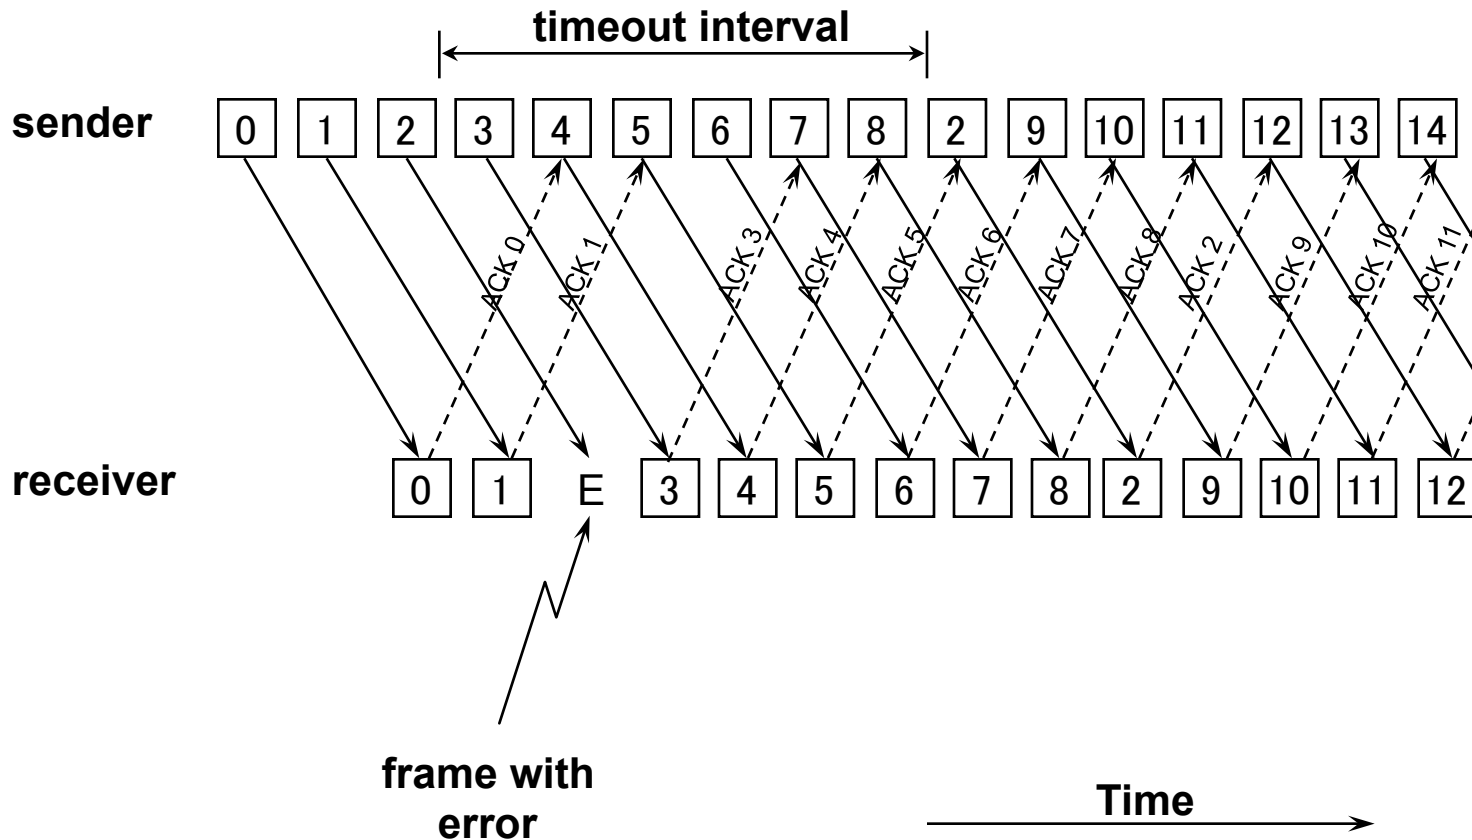 timeout interval
sender 0 1 2 3 4 5 6 7 8 2 9 10 11 12 13 14
ACK 0 ACK 1 ACK 3 ACK 4 ACK 5 ACK 6 ACK 7 ACK 8 ACK 2 ACK 9 ACK 10 ACK 11
receiver 0 1 E 3 4 5 6 7 8 2 9 10 11 12
frame with
error
Time